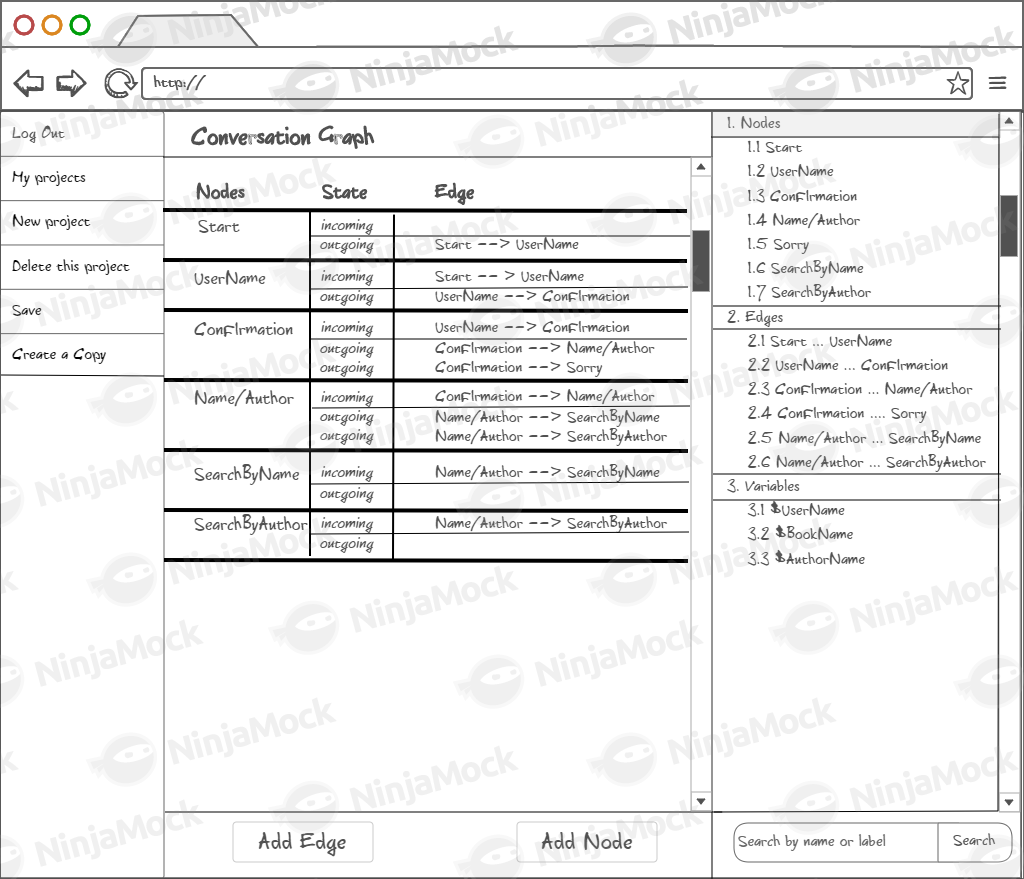 http://
Log Out
My projects
New project
Delete this project
Save
Create a Copy
Conversation Graph
Nodes State Edge
Start incoming
outgoing Start --> UserName
UserName incoming Start -- > UserName
outgoing UserName --> Confirmation
Confirmation incoming UserName --> Confirmation
outgoing Confirmation --> Name/Author
outgoing Confirmation --> Sorry
Name/Author incoming Confirmation --> Name/Author
outgoing Name/Author --> SearchByName
outgoing Name/Author --> SearchByAuthor
SearchByName incoming Name/Author --> SearchByName
outgoing
SearchByAuthor incoming Name/Author --> SearchByAuthor
outgoing
Add Edge Add Node
1. Nodes
1.1 Start
1.2 UserName
1.3 Confirmation
1.4 Name/Author
1.5 Sorry
1.6 SearchByName
1.7 SearchByAuthor
2. Edges
2.1 Start ... UserName
2.2 UserName ... Confirmation
2.3 Confirmation ... Name/Author
2.4 Confirmation .... Sorry
2.5 Name/Author ... SearchByName
2.6 Name/Author ... SearchByAuthor
3. Variables
3.1 $UserName
3.2 $BookName
3.3 $AuthorName
Search by name or label Search
NinjaMock